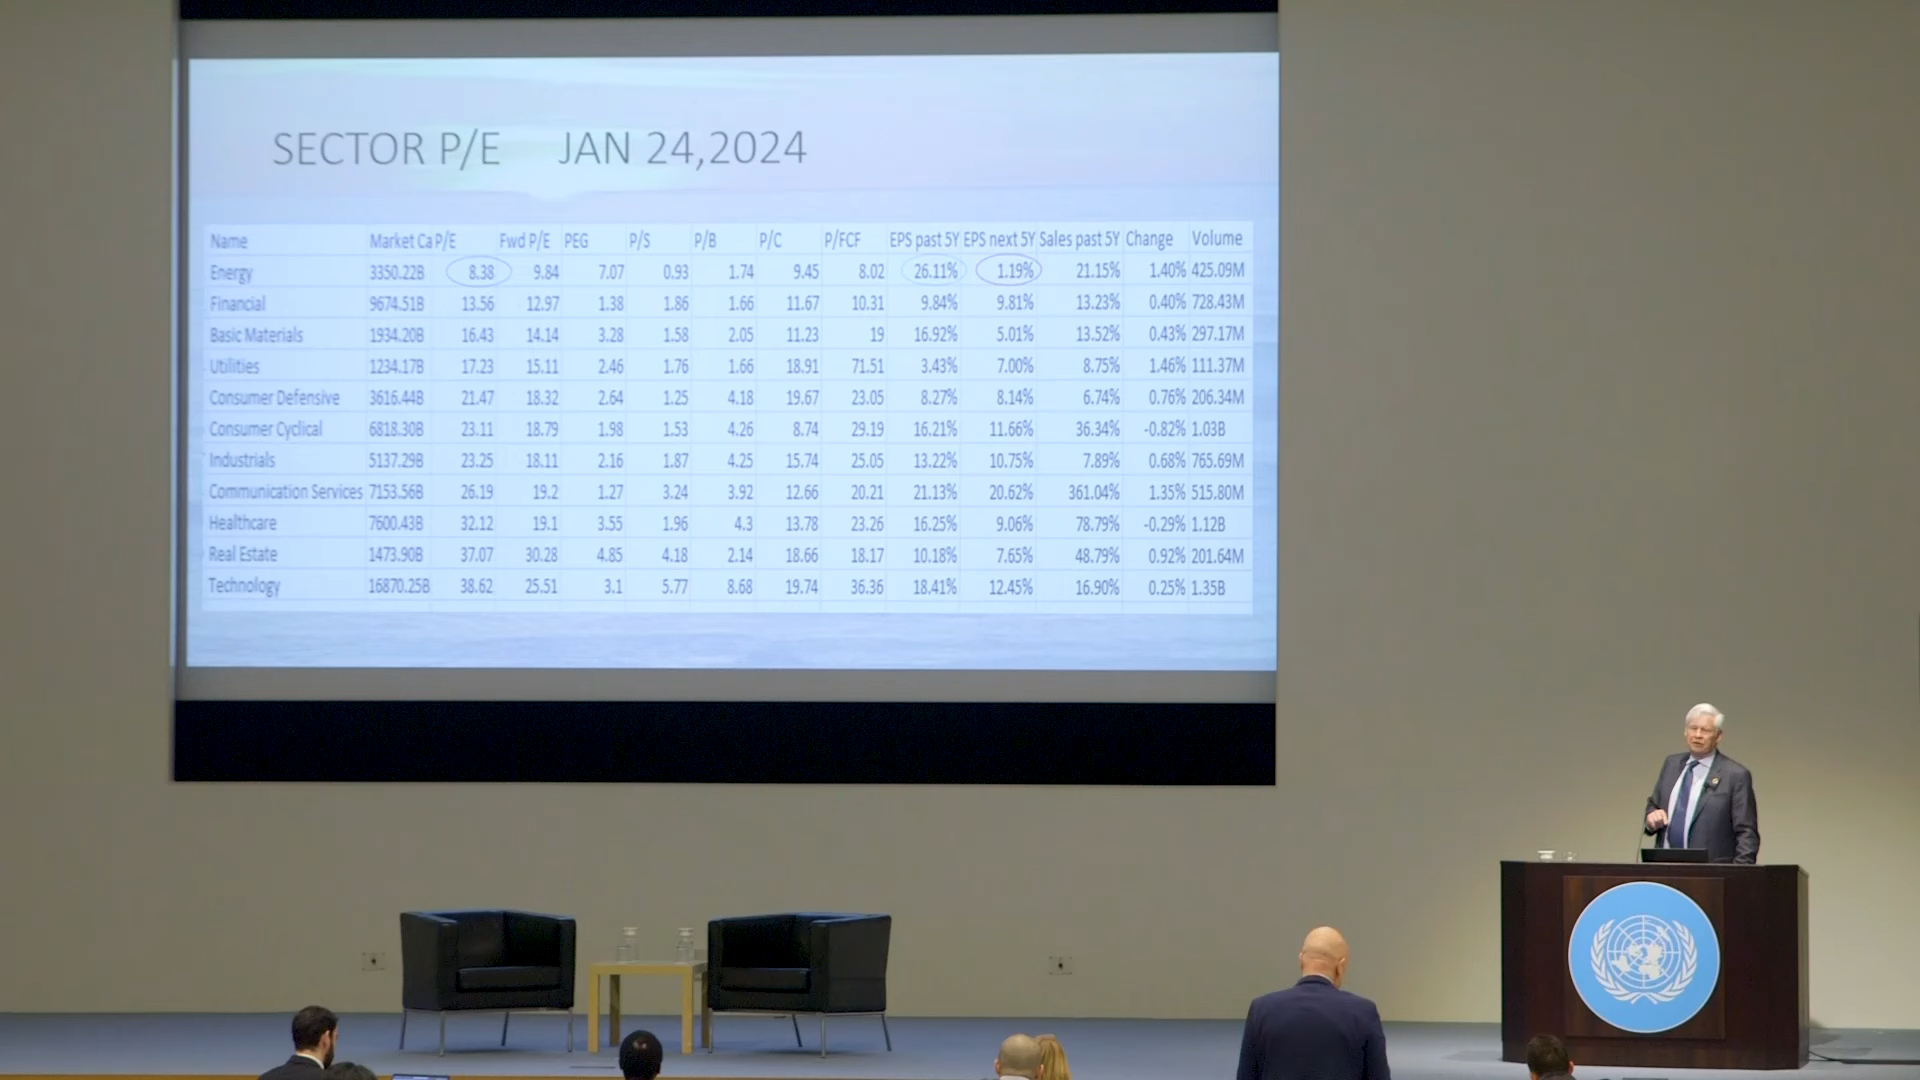 SECTOR P/E JAN 24,2024
Name Market Ca P/E Fwd P/E PEG P/S P/B P/C P/FCF EPS past 5Y EPS next 5Y Sales past 5Y Change Volume
Energy 3350.22B 8.38 9.84 7.07 0.93 1.74 9.45 8.02 26.11% 1.19% 21.15% 1.40% 425.09M
Financial 9674.51B 13.56 12.97 1.38 1.86 1.66 11.67 10.31 9.84% 9.81% 13.23% 0.40% 728.43M
Basic Materials 1934.20B 16.43 14.14 3.28 1.58 2.05 11.23 19 16.92% 5.01% 13.52% 0.43% 297.17M
Utilities 1234.17B 17.23 15.11 2.46 1.76 1.66 18.91 71.51 3.43% 7.00% 8.75% 1.46% 111.37M
Consumer Defensive 3616.44B 21.47 18.32 2.64 1.25 4.18 19.67 23.05 8.27% 8.14% 6.74% 0.76% 206.34M
Consumer Cyclical 6818.30B 23.11 18.79 1.98 1.53 4.26 8.74 29.19 16.21% 11.66% 36.34% -0.82% 1.03B
Industrials 5137.29B 23.25 18.11 2.16 1.87 4.25 15.74 25.05 13.22% 10.75% 7.89% 0.68% 765.69M
Communication Services 7153.56B 26.19 19.2 1.27 3.24 3.92 12.66 20.21 21.13% 20.62% 361.04% 1.35% 515.80M
Healthcare 7600.43B 32.12 19.1 3.55 1.96 4.3 13.78 23.26 16.25% 9.06% 78.79% -0.29% 1.12B
Real Estate 1473.90B 37.07 30.28 4.85 4.18 2.14 18.66 18.17 10.18% 7.65% 48.79% 0.92% 201.64M
Technology 16870.25B 38.62 25.51 3.1 5.77 8.68 19.74 36.36 18.41% 12.45% 16.90% 0.25% 1.35B